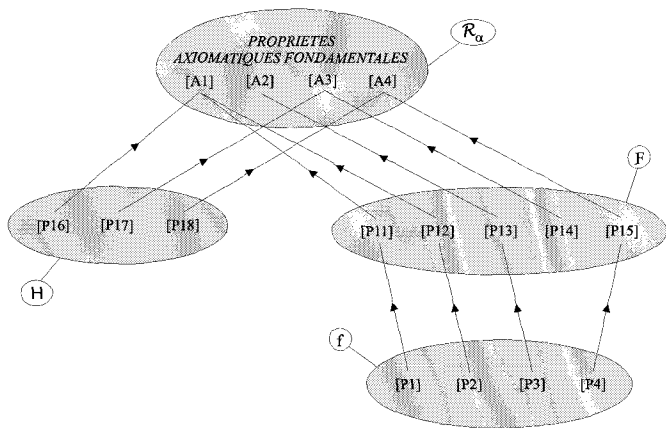 PROPRIETES
AXIOMATIQUES FONDAMENTALES
[A1] [A2] [A3] [A4]
R_α
F
[P16] [P17] [P18]
[P11] [P12] [P13] [P14] [P15]
H
f
[P1] [P2] [P3] [P4]